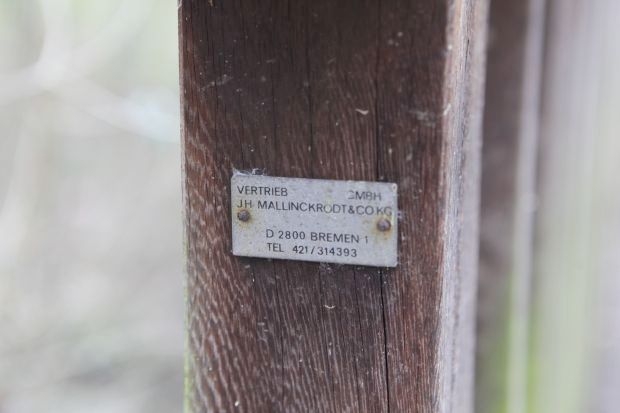 VERTRIEB GMBH
J.H. MALLINCKRODT & CO.KG
D 2800 BREMEN 1
TEL 421/314393